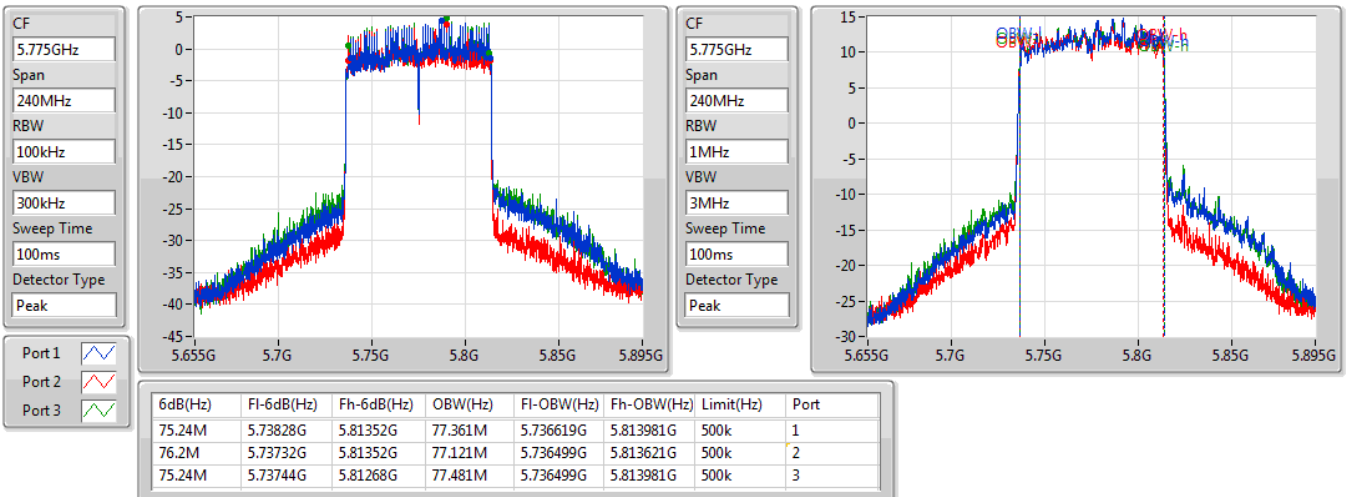 CF
5.775GHz
Span
240MHz
RBW
100kHz
VBW
300kHz
Sweep Time
100ms
Detector Type
Peak
5-
0-
-5-
-10-
-15-
-20-
-25-
-30-
-35-
-40-
-45-
5.655G 5.7G 5.75G 5.8G 5.85G 5.895G
CF
5.775GHz
Span
240MHz
RBW
1MHz
VBW
3MHz
Sweep Time
100ms
Detector Type
Peak
15-
10-
5-
0-
-5-
-10-
-15-
-20-
-25-
-30-
5.655G 5.7G 5.75G 5.8G 5.85G 5.895G
Port 1
Port 2
Port 3
6dB(Hz) Fl-6dB(Hz) Fh-6dB(Hz) OBW(Hz) Fl-OBW(Hz) Fh-OBW(Hz) Limit(Hz) Port
75.24M 5.73828G 5.81352G 77.361M 5.736619G 5.813981G 500k 1
76.2M 5.73732G 5.81352G 77.121M 5.736499G 5.813621G 500k 2
75.24M 5.73744G 5.81268G 77.481M 5.736499G 5.813981G 500k 3